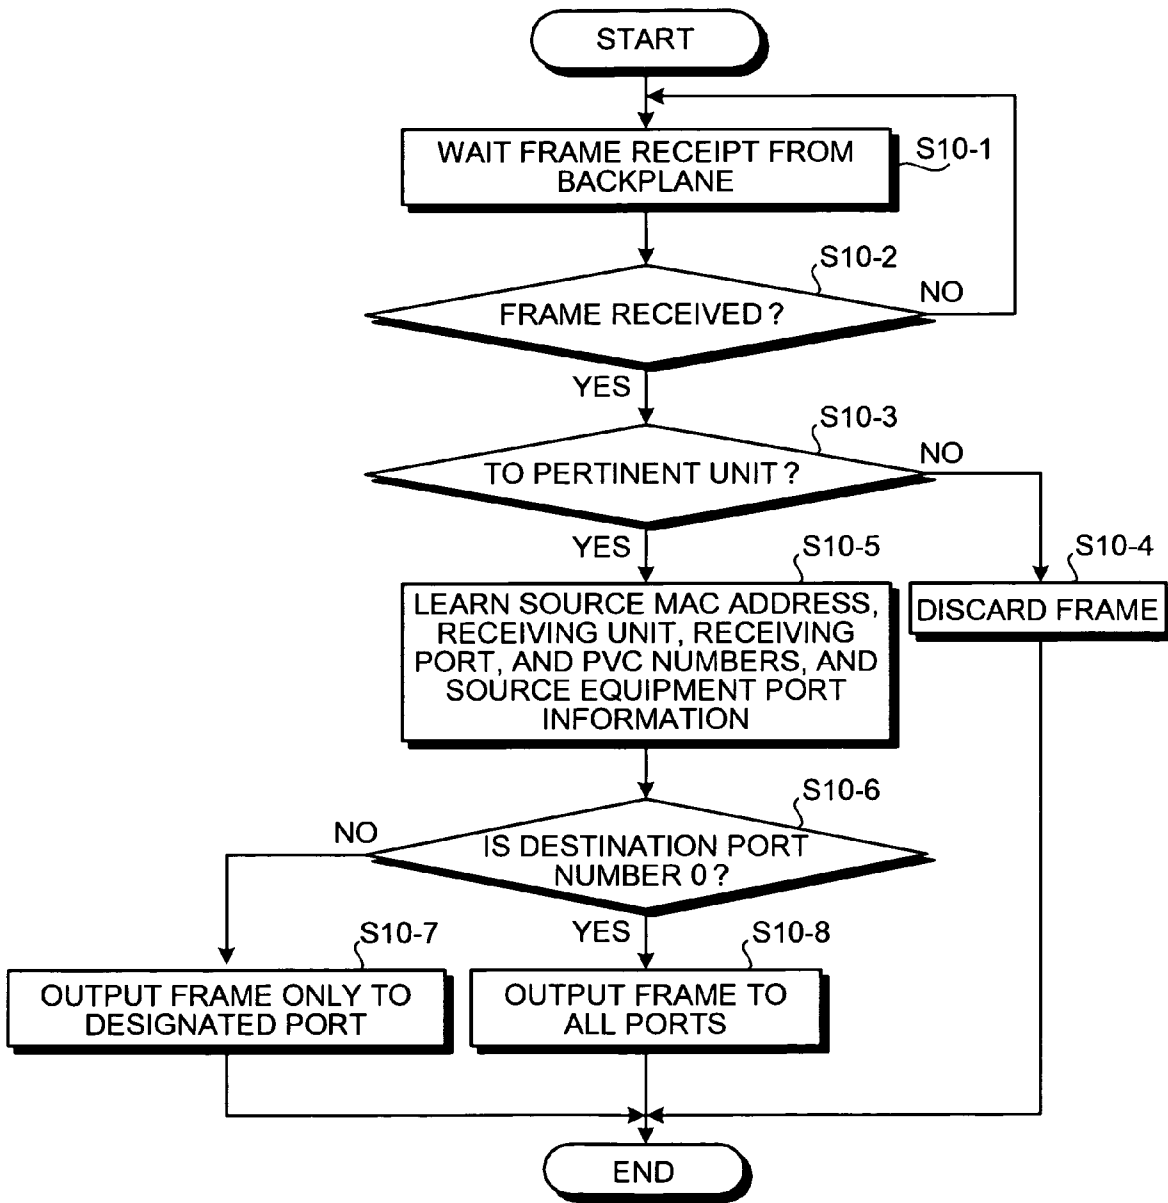 START
WAIT FRAME RECEIPT FROM
BACKPLANE
S10-1
S10-2
FRAME RECEIVED?
NO
YES
S10-3
TO PERTINENT UNIT?
NO
YES
S10-5
LEARN SOURCE MAC ADDRESS,
RECEIVING UNIT, RECEIVING
PORT, AND PVC NUMBERS, AND
SOURCE EQUIPMENT PORT
INFORMATION
S10-4
DISCARD FRAME
S10-6
IS DESTINATION PORT
NUMBER 0?
NO
YES
S10-7
OUTPUT FRAME ONLY TO
DESIGNATED PORT
S10-8
OUTPUT FRAME TO
ALL PORTS
END